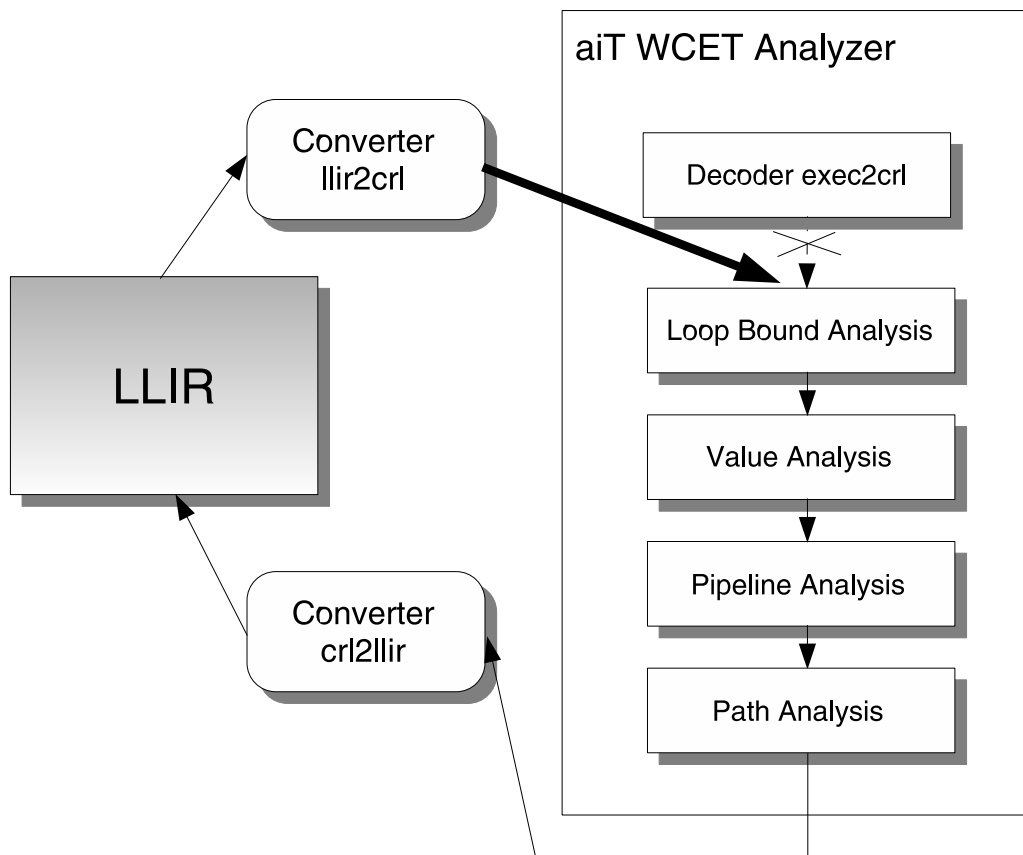 aiT WCET Analyzer
Converter
llir2crl
Decoder exec2crl
Loop Bound Analysis
LLIR
Value Analysis
Pipeline Analysis
Converter
crl2llir
Path Analysis